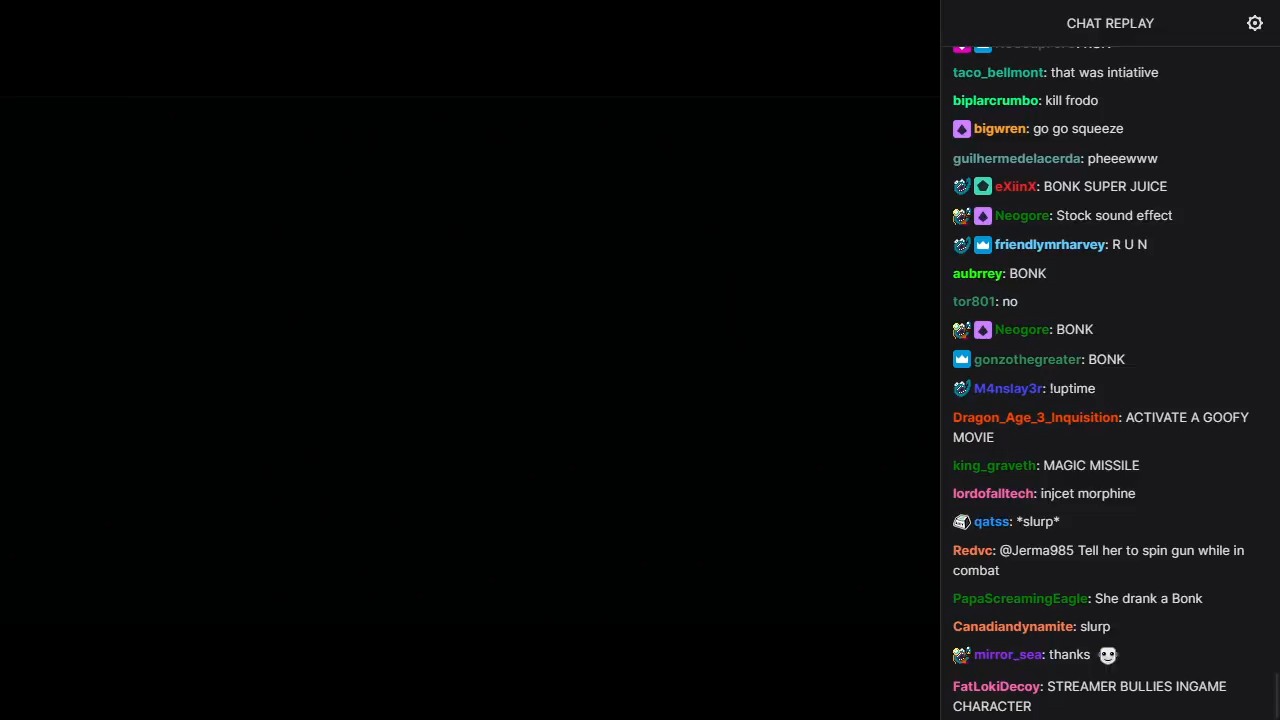 CHAT REPLAY
taco_bellmont: that was intiatiive
biplarcrumbo: kill frodo
bigwren: go go squeeze
guilhermedelacerda: pheeewww
eXiinX: BONK SUPER JUICE
Neogore: Stock sound effect
friendlymrharvey: R U N
aubrrey: BONK
tor801: no
Neogore: BONK
gonzothegreater: BONK
M4nslay3r: !uptime
Dragon_Age_3_Inquisition: ACTIVATE A GOOFY
MOVIE
king_graveth: MAGIC MISSILE
lordofalltech: injcet morphine
qatss: *slurp*
Redvc: @Jerma985 Tell her to spin gun while in
combat
PapaScreamingEagle: She drank a Bonk
Canadiandynamite: slurp
mirror_sea: thanks
FatLokiDecoy: STREAMER BULLIES INGAME
CHARACTER